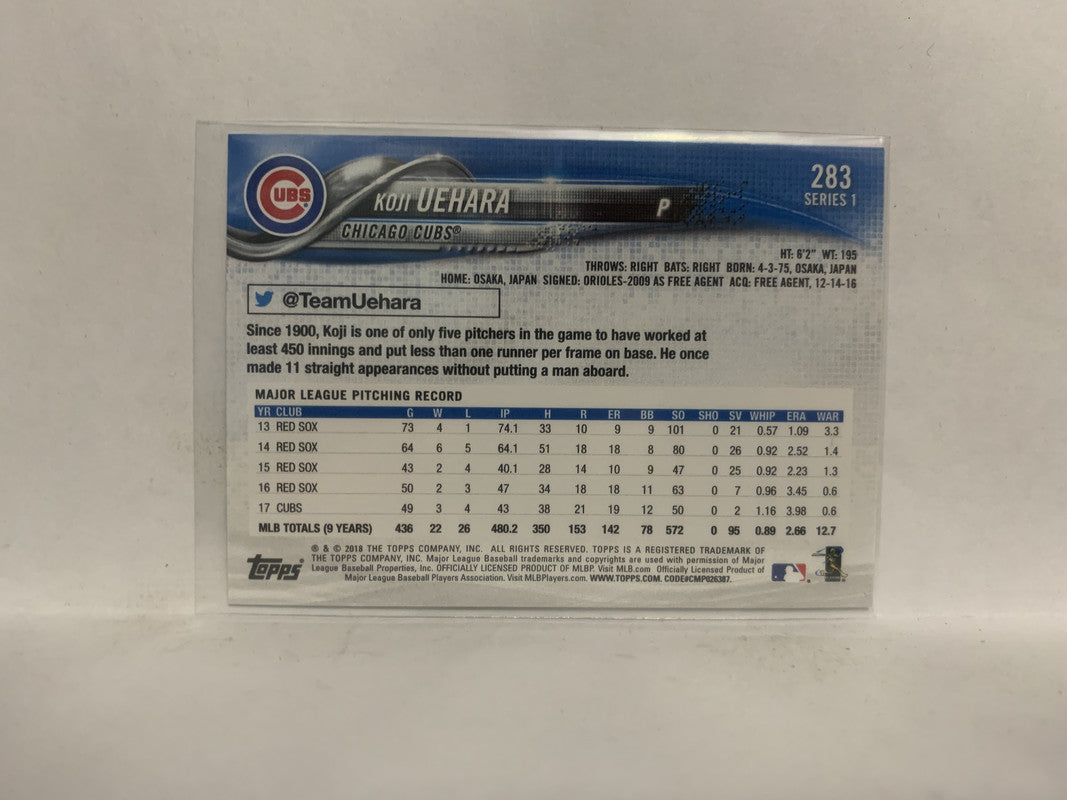 CUBS
KOJI UEHARA P
CHICAGO CUBS®
283
SERIES 1
HT: 6'2" WT: 195
THROWS: RIGHT BATS: RIGHT BORN: 4-3-75, OSAKA, JAPAN
HOME: OSAKA, JAPAN SIGNED: ORIOLES-2009 AS FREE AGENT ACQ: FREE AGENT, 12-14-16
@TeamUehara
Since 1900, Koji is one of only five pitchers in the game to have worked at
least 450 innings and put less than one runner per frame on base. He once
made 11 straight appearances without putting a man aboard.
MAJOR LEAGUE PITCHING RECORD
YR CLUB G W L IP H R ER BB SO SHO SV WHIP ERA WAR
13 RED SOX 73 4 1 74.1 33 10 9 9 101 0 21 0.57 1.09 3.3
14 RED SOX 64 6 5 64.1 51 18 18 8 80 0 26 0.92 2.52 1.4
15 RED SOX 43 2 4 40.1 28 14 10 9 47 0 25 0.92 2.23 1.3
16 RED SOX 50 2 3 47 34 18 18 11 63 0 7 0.96 3.45 0.6
17 CUBS 49 3 4 43 38 21 19 12 50 0 2 1.16 3.98 0.6
MLB TOTALS (9 YEARS) 436 22 26 480.2 350 153 142 78 572 0 95 0.89 2.66 12.7
Topps®
® & © 2018 THE TOPPS COMPANY, INC. ALL RIGHTS RESERVED. TOPPS IS A REGISTERED TRADEMARK OF
THE TOPPS COMPANY, INC. Major League Baseball trademarks and copyrights are used with permission of Major
League Baseball Properties, Inc. OFFICIALLY LICENSED PRODUCT OF MLBP. Visit MLB.com Officially Licensed Product of
Major League Baseball Players Association. Visit MLBPlayers.com. WWW.TOPPS.COM. CODE#CMP026387.